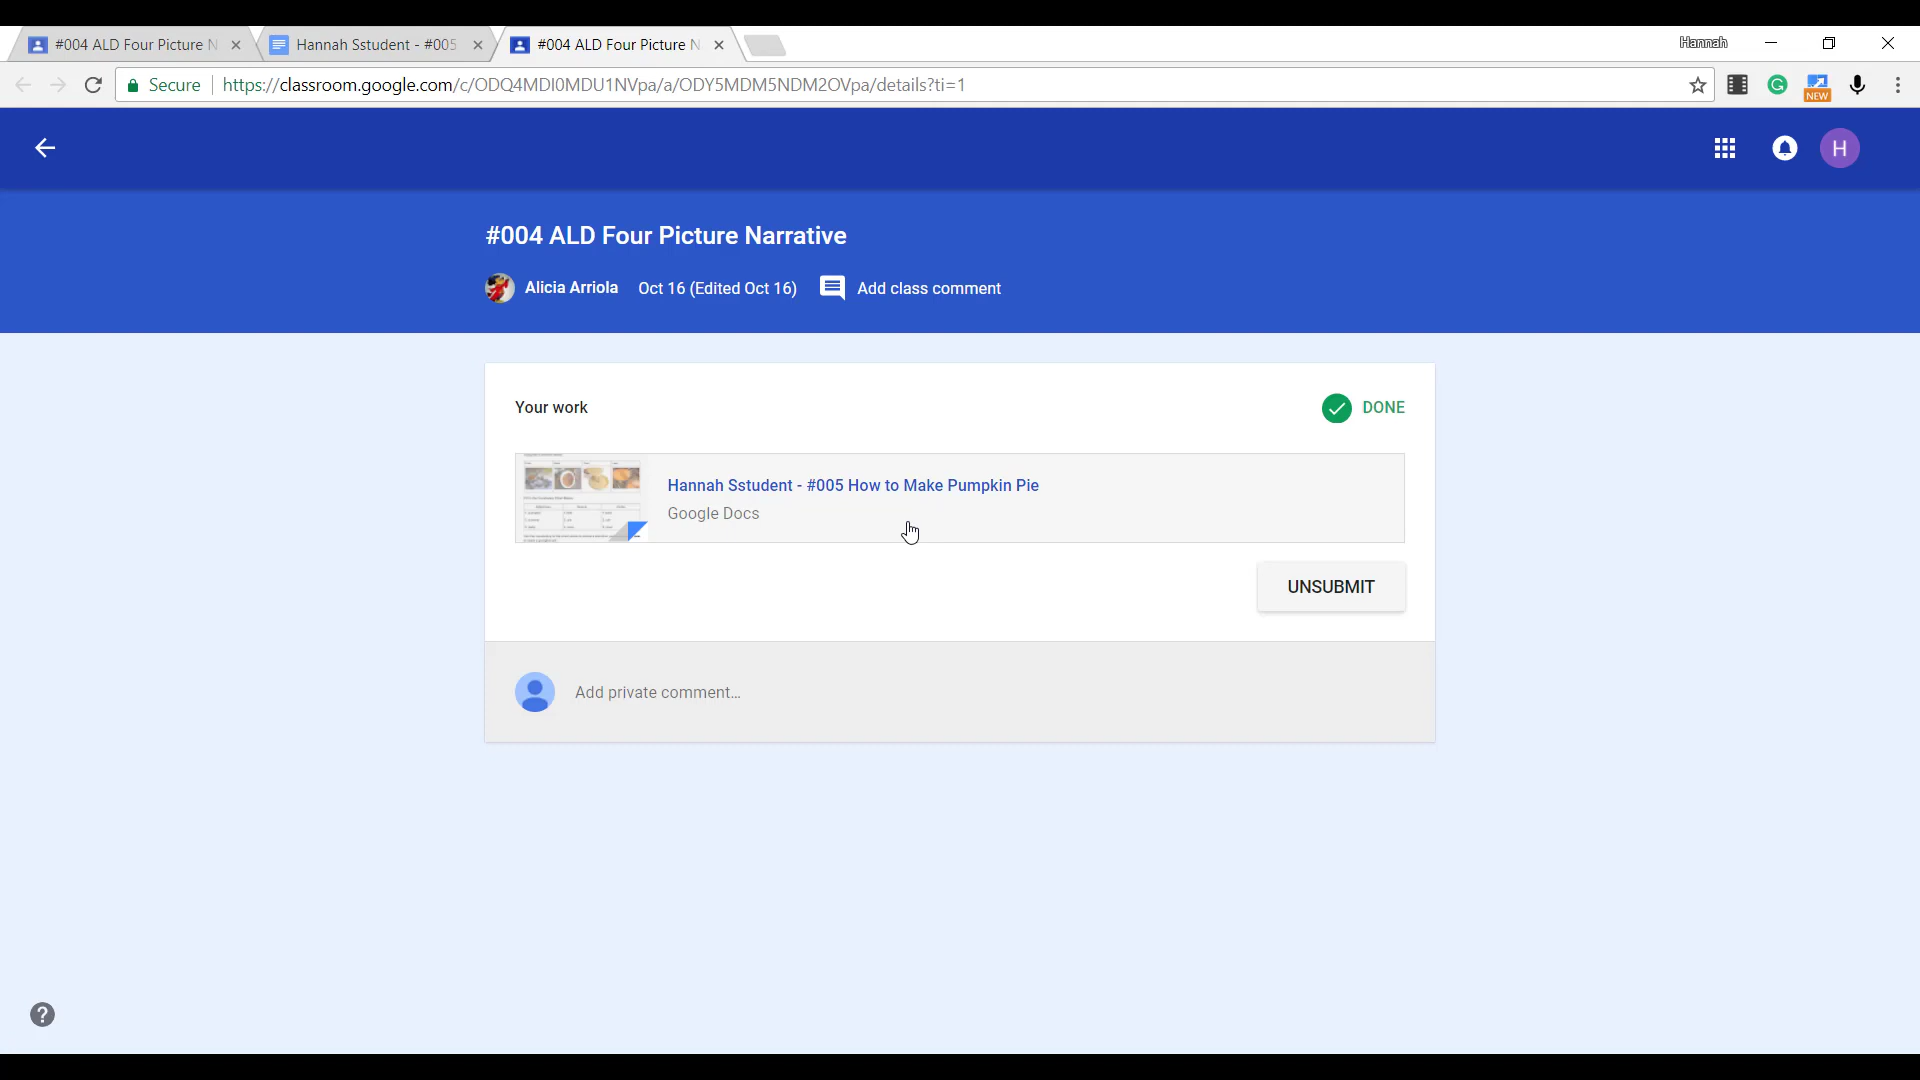 #004 ALD Four Picture N
Hannah Sstudent - #005
#004 ALD Four Picture N
Hannah
Secure
https://classroom.google.com/c/ODQ4MDI0MDU1NVpa/a/ODY5MDM5NDM2OVpa/details?ti=1
NEW
H
#004 ALD Four Picture Narrative
Alicia Arriola
Oct 16 (Edited Oct 16)
Add class comment
Your work
DONE
Hannah Sstudent - #005 How to Make Pumpkin Pie
Google Docs
UNSUBMIT
Add private comment...